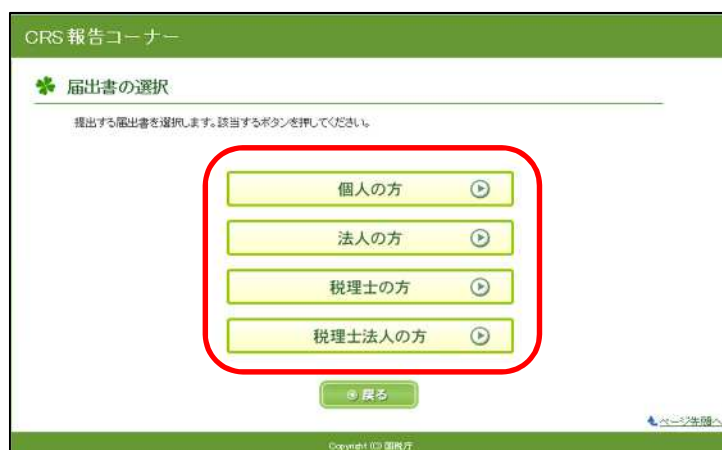 CRS 報告コーナー
届出書の選択
提出する届出書を選択します。該当するボタンを押してください。
個人の方
法人の方
税理士の方
税理士法人の方
戻る
ページ先頭へ
Copyright (C) 国税庁